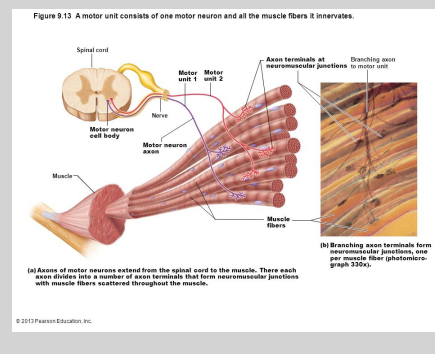 Figure 9.13 A motor unit consists of one motor neuron and all the muscle fibers it innervates.
Spinal cord
Motor
unit 1
Motor
unit 2
Axon terminals at
neuromuscular junctions
Branching axon
to motor unit
Nerve
Motor neuron
cell body
Motor neuron
axon
Muscle
Muscle
fibers
(b) Branching axon terminals form
neuromuscular junctions, one
per muscle fiber (photomicro-
graph 330x).
(a) Axons of motor neurons extend from the spinal cord to the muscle. There each
axon divides into a number of axon terminals that form neuromuscular junctions
with muscle fibers scattered throughout the muscle.
© 2013 Pearson Education, Inc.